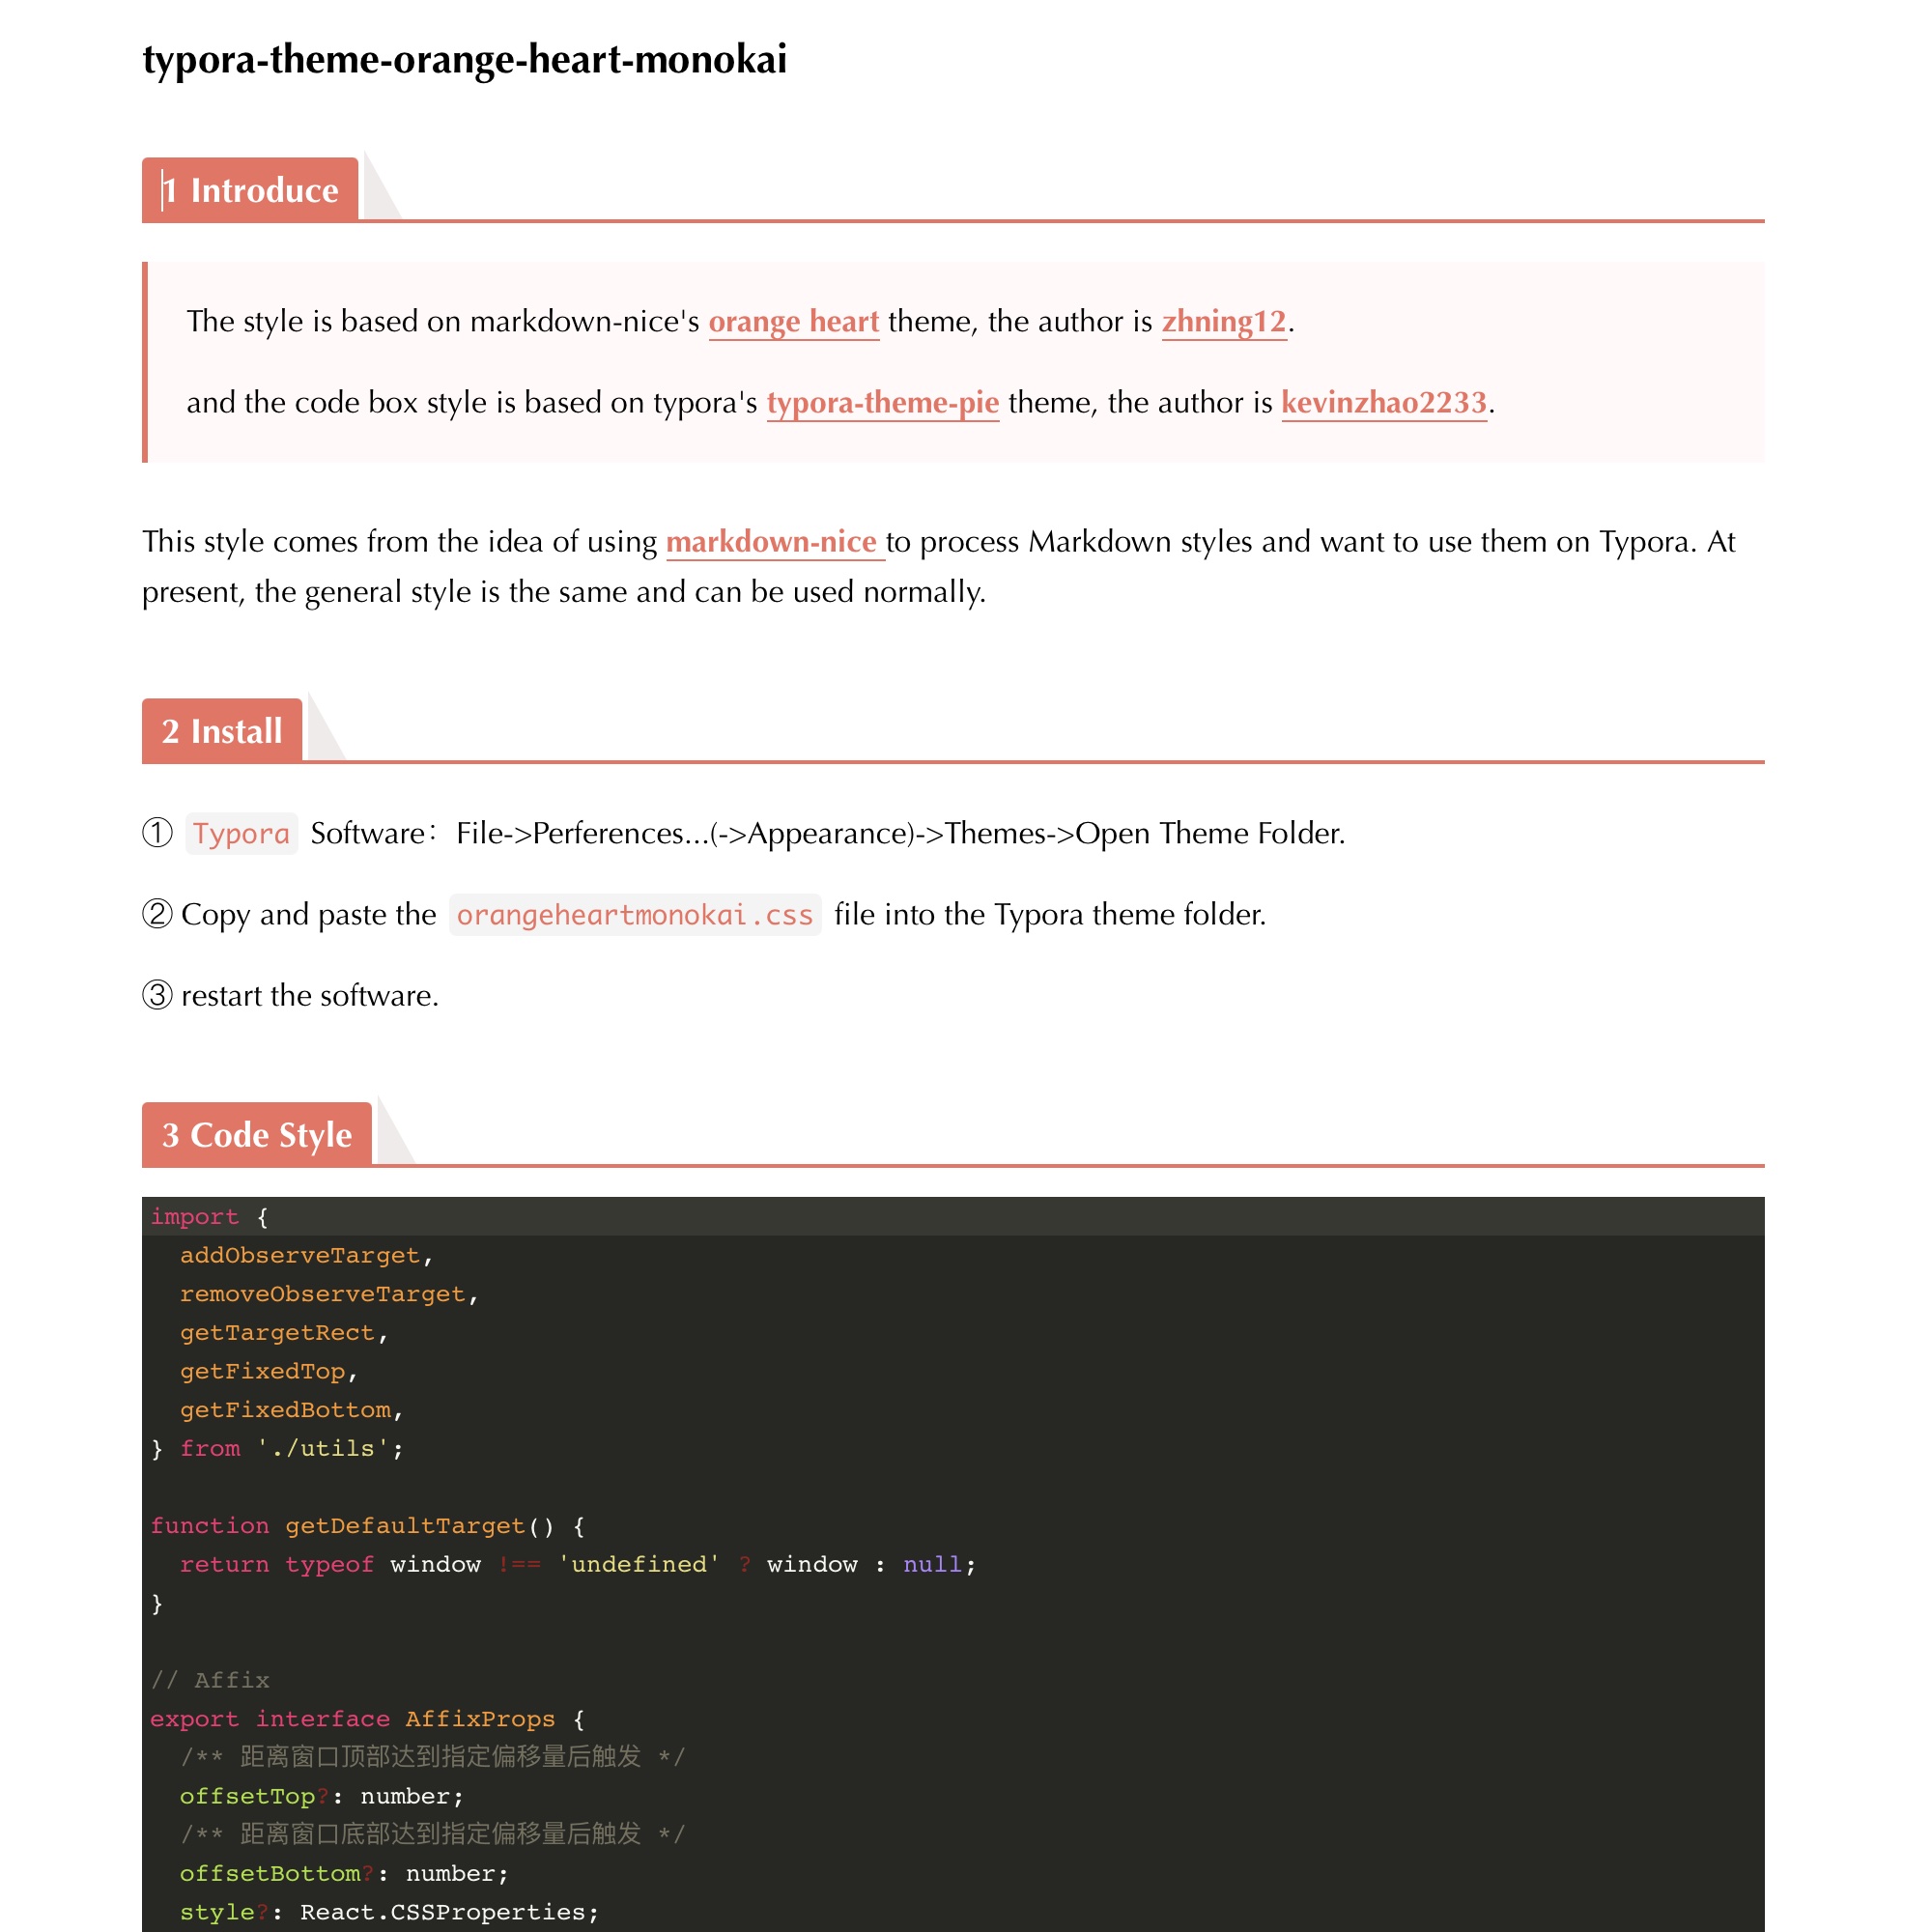 typora-theme-orange-heart-monokai
1 Introduce
The style is based on markdown-nice's orange heart theme, the author is zhning12.
and the code box style is based on typora's typora-theme-pie theme, the author is kevinzhao2233.
This style comes from the idea of using markdown-nice to process Markdown styles and want to use them on Typora. At
present, the general style is the same and can be used normally.
2 Install
① Typora Software：File->Perferences...(->Appearance)->Themes->Open Theme Folder.
② Copy and paste the orangeheartmonokai.css file into the Typora theme folder.
③ restart the software.
3 Code Style
import {
  addObserveTarget,
  removeObserveTarget,
  getTargetRect,
  getFixedTop,
  getFixedBottom,
} from './utils';
function getDefaultTarget() {
  return typeof window !== 'undefined' ? window : null;
}
// Affix
export interface AffixProps {
  /** 距离窗口顶部达到指定偏移量后触发 */
  offsetTop?: number;
  /** 距离窗口底部达到指定偏移量后触发 */
  offsetBottom?: number;
  style?: React.CSSProperties;